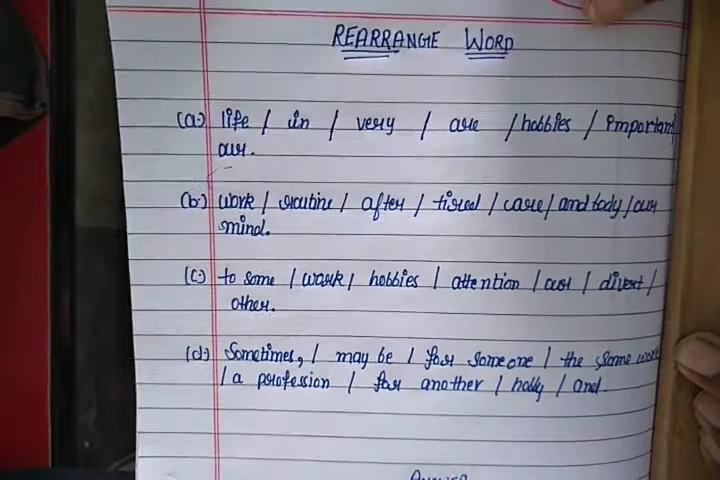 REARRANGE WORD
(a.) life / in / very / are / hobbies / important
our.
(b.) work / routine / after / tired / care / and body / our
mind.
(c.) to some / work / hobbies / attention / our / divert /
other.
(d.) Sometimes, / may be / for someone / the same work
/ a profession / for another / hobby / and.